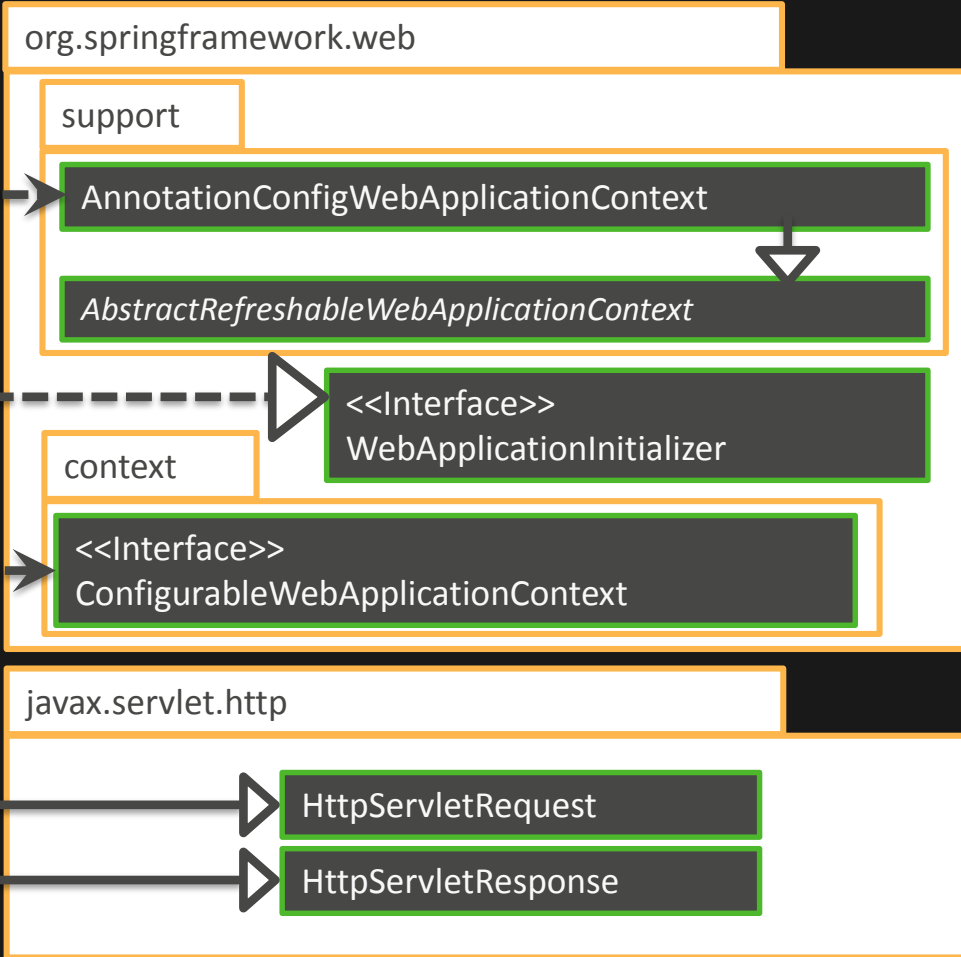 org.springframework.web
support
AnnotationConfigWebApplicationContext
AbstractRefreshableWebApplicationContext
<<Interface>>
WebApplicationInitializer
context
<<Interface>>
ConfigurableWebApplicationContext
javax.servlet.http
HttpServletRequest
HttpServletResponse